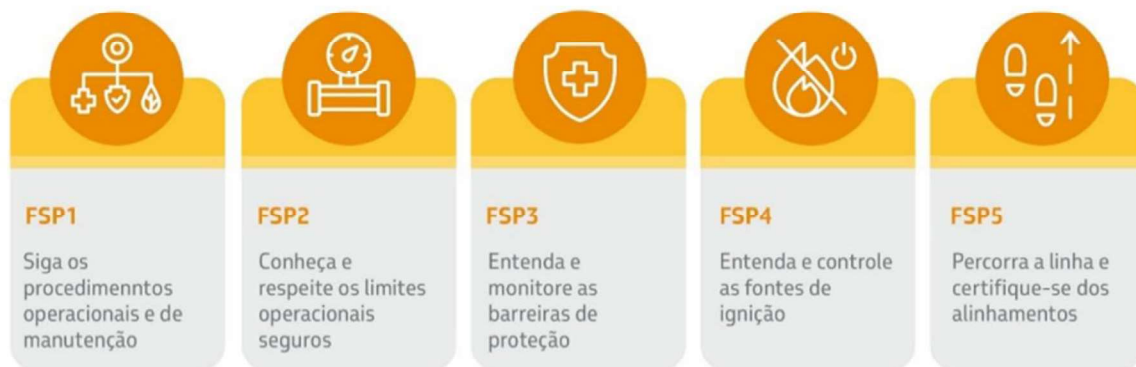 FSP1
Siga os
procedimenntos
operacionais e de
manutenção
FSP2
Conheça e
respeite os limites
operacionais
seguros
FSP3
Entenda e
monitore as
barreiras de
proteção
FSP4
Entenda e controle
as fontes de
ignição
FSP5
Percorra a linha e
certifique-se dos
alinhamentos